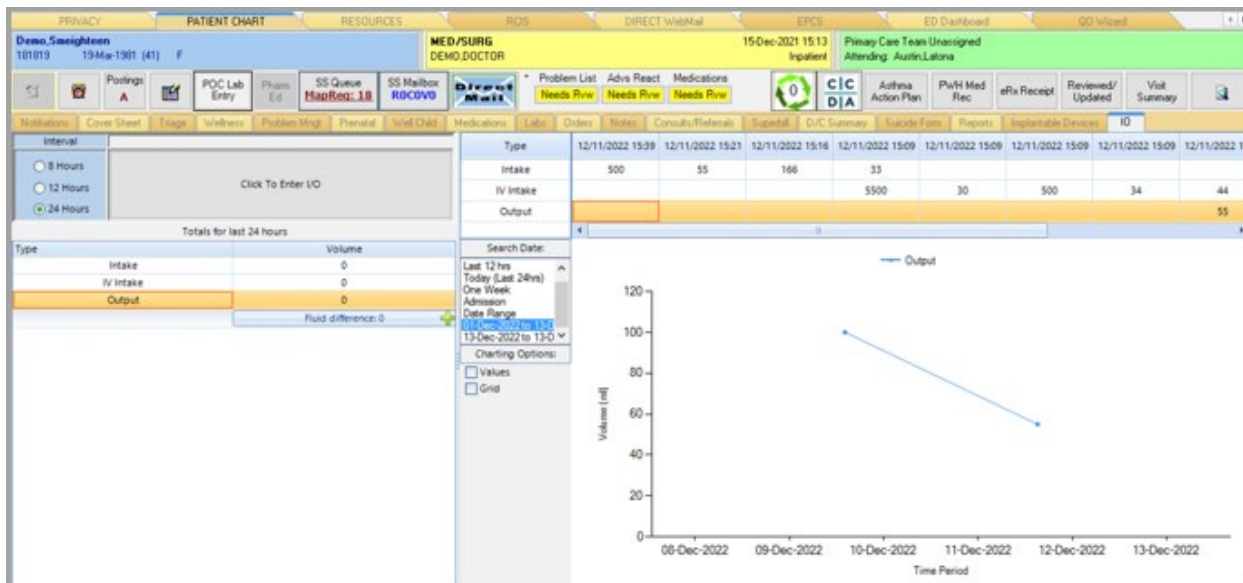 PRIVACY PATIENT CHART RESOURCES RCIS DIRECT WebMail EPCS ED Dashboard QO Wizard
Demo,Smeighteen MED/SURG 15-Dec-2021 15:13 Primary Care Team Unassigned
181819 19-Mar-1981 (41) F DEMO,DOCTOR Inpatient Attending: Austin,Latona
Postings A POC Lab Entry Pharm Ed SS Queue MapReq: 18 SS Mailbox R0C0V0 Direct Mail Problem List Needs Rvw Advs React Needs Rvw Medications Needs Rvw 0 C C D A Asthma Action Plan PWH Med Rec eRx Receipt Reviewed/ Updated Visit Summary
Notifications Cover Sheet Triage Wellness Problem Mngt Prenatal Well Child Medications Labs Orders Notes Consults/Referrals Superbill D/C Summary Suicide Form Reports Implantable Devices IO
Interval
8 Hours
12 Hours
24 Hours
Click To Enter I/O
Totals for last 24 hours
Type Volume
Intake 0
IV Intake 0
Output 0
Fluid difference: 0
Type 12/11/2022 15:39 12/11/2022 15:21 12/11/2022 15:16 12/11/2022 15:09 12/11/2022 15:09 12/11/2022 15:09 12/11/2022 15:09 12/11/2022 1
Intake 500 55 166 33
IV Intake 5500 30 500 34 44
Output 55
Search Date:
Last 12 hrs
Today (Last 24hrs)
One Week
Admission
Date Range
01-Dec-2022 to 13-D
13-Dec-2022 to 13-D
Charting Options:
Values
Grid
Output
120
100
80
60
40
20
0
Volume (ml)
08-Dec-2022 09-Dec-2022 10-Dec-2022 11-Dec-2022 12-Dec-2022 13-Dec-2022
Time Period